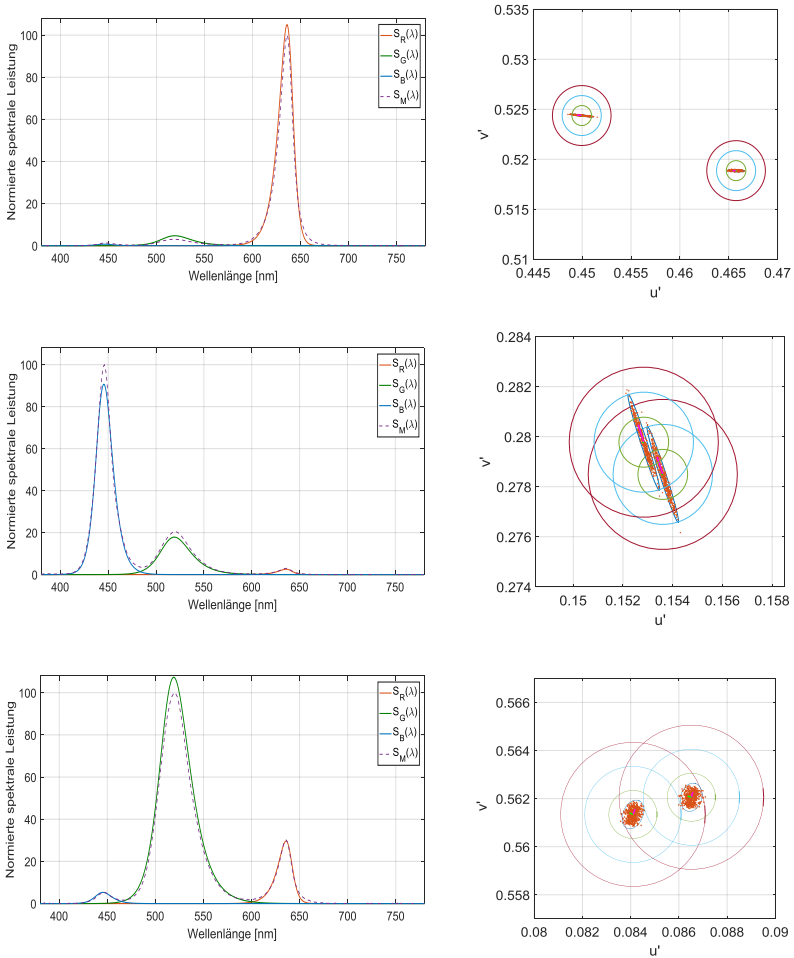 Normierte spektrale Leistung
100
80
60
40
20
0
400 450 500 550 600 650 700 750
Wellenlänge [nm]
S_R(λ)
S_G(λ)
S_B(λ)
S_M(λ)
v'
0.535
0.53
0.525
0.52
0.515
0.51
0.445 0.45 0.455 0.46 0.465 0.47
u'
Normierte spektrale Leistung
100
80
60
40
20
0
400 450 500 550 600 650 700 750
Wellenlänge [nm]
S_R(λ)
S_G(λ)
S_B(λ)
S_M(λ)
v'
0.284
0.282
0.28
0.278
0.276
0.274
0.15 0.152 0.154 0.156 0.158
u'
Normierte spektrale Leistung
100
80
60
40
20
0
400 450 500 550 600 650 700 750
Wellenlänge [nm]
S_R(λ)
S_G(λ)
S_B(λ)
S_M(λ)
v'
0.566
0.564
0.562
0.56
0.558
0.08 0.082 0.084 0.086 0.088 0.09
u'